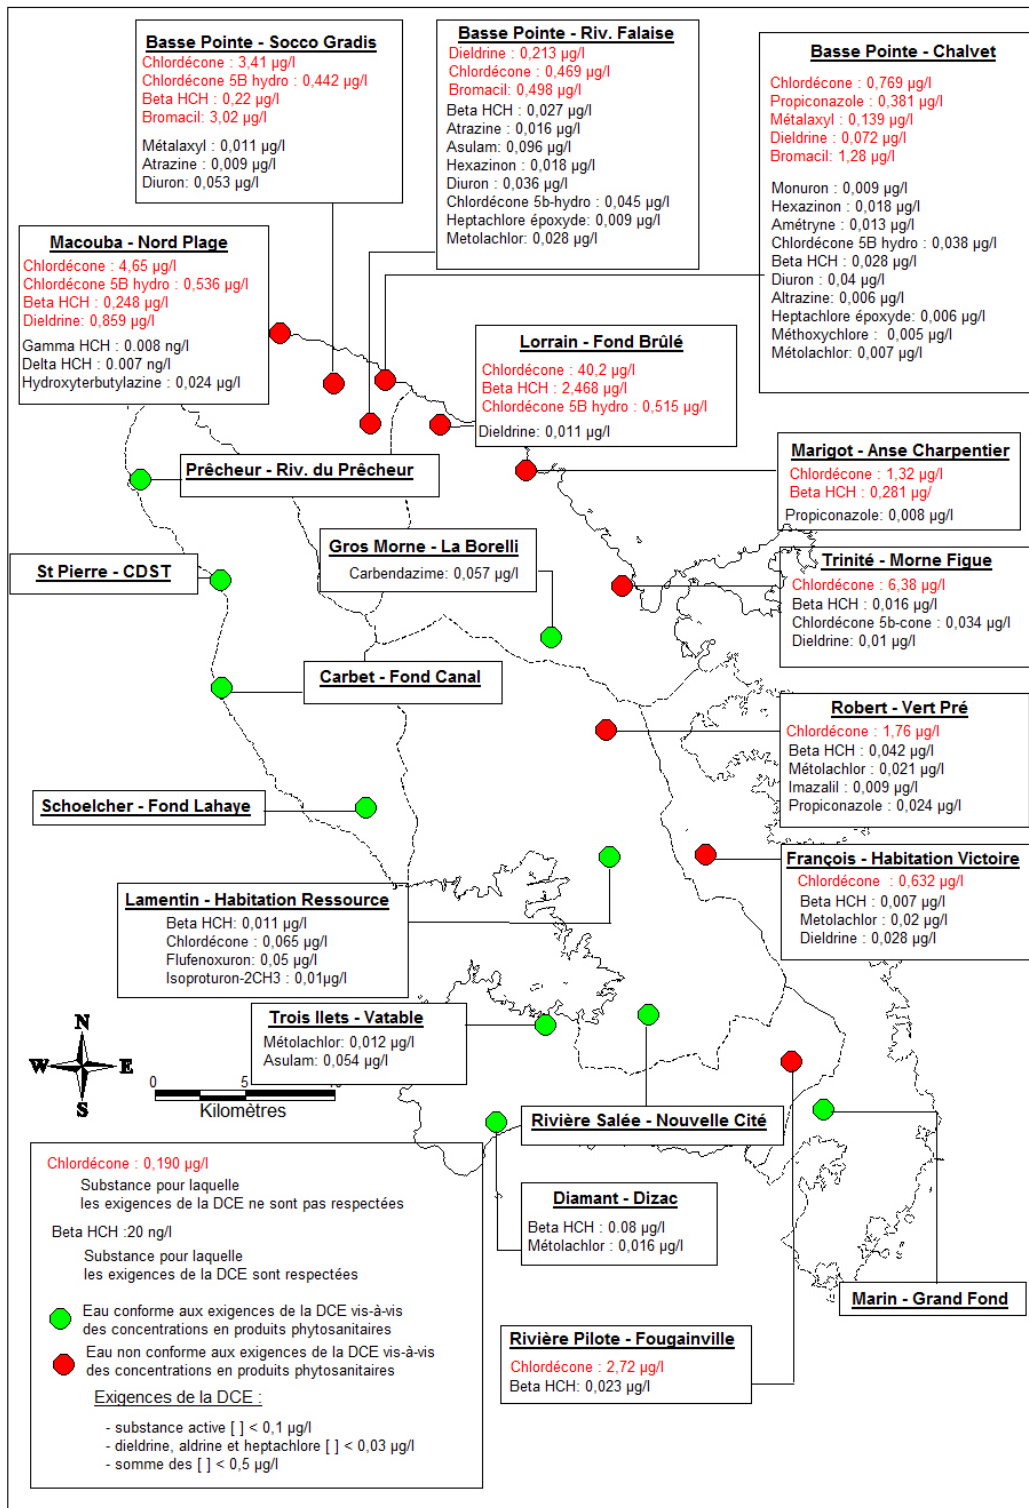 Basse Pointe - Socco Gradis
Chlordécone : 3,41 µg/l
Chlordécone 5B hydro : 0,442 µg/l
Beta HCH : 0,22 µg/l
Bromacil: 3,02 µg/l
Métalaxyl : 0,011 µg/l
Atrazine : 0,009 µg/l
Diuron: 0,053 µg/l
Basse Pointe - Riv. Falaise
Dieldrine : 0,213 µg/l
Chlordécone : 0,469 µg/l
Bromacil: 0,498 µg/l
Beta HCH : 0,027 µg/l
Atrazine : 0,016 µg/l
Asulam: 0,096 µg/l
Hexazinon : 0,018 µg/l
Diuron : 0,036 µg/l
Chlordécone 5b-hydro : 0,045 µg/l
Heptachlore époxyde: 0,009 µg/l
Metolachlor : 0,028 µg/l
Basse Pointe - Chalvet
Chlordécone : 0,769 µg/l
Propiconazole : 0,381 µg/l
Métalaxyl : 0,139 µg/l
Dieldrine : 0,072 µg/l
Bromacil : 1,28 µg/l
Monuron : 0,009 µg/l
Hexazinon : 0,018 µg/l
Amétryne : 0,013 µg/l
Chlordécone 5B hydro : 0,038 µg/l
Beta HCH : 0,028 µg/l
Diuron : 0,04 µg/l
Altrazine : 0,006 µg/l
Heptachlore époxyde : 0,006 µg/l
Méthoxychlore : 0,005 µg/l
Métolachlor: 0,007 µg/l
Macouba - Nord Plage
Chlordécone : 4,65 µg/l
Chlordécone 5B hydro : 0,536 µg/l
Beta HCH : 0,248 µg/l
Dieldrine: 0,859 µg/l
Gamma HCH : 0.008 ng/l
Delta HCH : 0.007 ng/l
Hydroxyterbutylazine : 0,024 µg/l
Lorrain - Fond Brûlé
Chlordécone : 40,2 µg/l
Beta HCH : 2,468 µg/l
Chlordécone 5B hydro : 0,515 µg/l
Dieldrine: 0,011 µg/l
Marigot - Anse Charpentier
Chlordécone : 1,32 µg/l
Beta HCH : 0,281 µg/
Propiconazole: 0,008 µg/l
Prêcheur - Riv. du Prêcheur
Gros Morne - La Borelli
Carbendazime : 0,057 µg/l
St Pierre - CDST
Trinité - Morne Figue
Chlordécone : 6,38 µg/l
Beta HCH : 0,016 µg/l
Chlordécone 5b-cone : 0,034 µg/l
Dieldrine: 0,01 µg/l
Carbet - Fond Canal
Robert - Vert Pré
Chlordécone : 1,76 µg/l
Beta HCH : 0,042 µg/l
Métolachlor : 0,021 µg/l
Imazalil : 0,009 µg/l
Propiconazole : 0,024 µg/l
Schoelcher - Fond Lahaye
François - Habitation Victoire
Chlordécone : 0,632 µg/l
Beta HCH : 0,007 µg/l
Metolachlor : 0,02 µg/l
Dieldrine : 0,028 µg/l
Lamentin - Habitation Ressource
Beta HCH: 0,011 µg/l
Chlordécone : 0,065 µg/l
Flufenoxuron : 0,05 µg/l
Isoproturon-2CH3 : 0,01µg/l
Trois Ilets - Vatable
Métolachlor: 0,012 µg/l
Asulam: 0,054 µg/l
N
W E
S
0 5
Kilomètres
Rivière Salée - Nouvelle Cité
Diamant - Dizac
Beta HCH : 0.08 µg/l
Métolachlor : 0,016 µg/l
Marin - Grand Fond
Rivière Pilote - Fougainville
Chlordécone : 2,72 µg/l
Beta HCH: 0,023 µg/l
Chlordécone : 0,190 µg/l
Substance pour laquelle
les exigences de la DCE ne sont pas respectées
Beta HCH :20 ng/l
Substance pour laquelle
les exigences de la DCE sont respectées
Eau conforme aux exigences de la DCE vis-à-vis
des concentrations en produits phytosanitaires
Eau non conforme aux exigences de la DCE vis-à-vis
des concentrations en produits phytosanitaires
Exigences de la DCE :
- substance active [ ] < 0,1 µg/l
- dieldrine, aldrine et heptachlore [ ] < 0,03 µg/l
- somme des [ ] < 0,5 µg/l